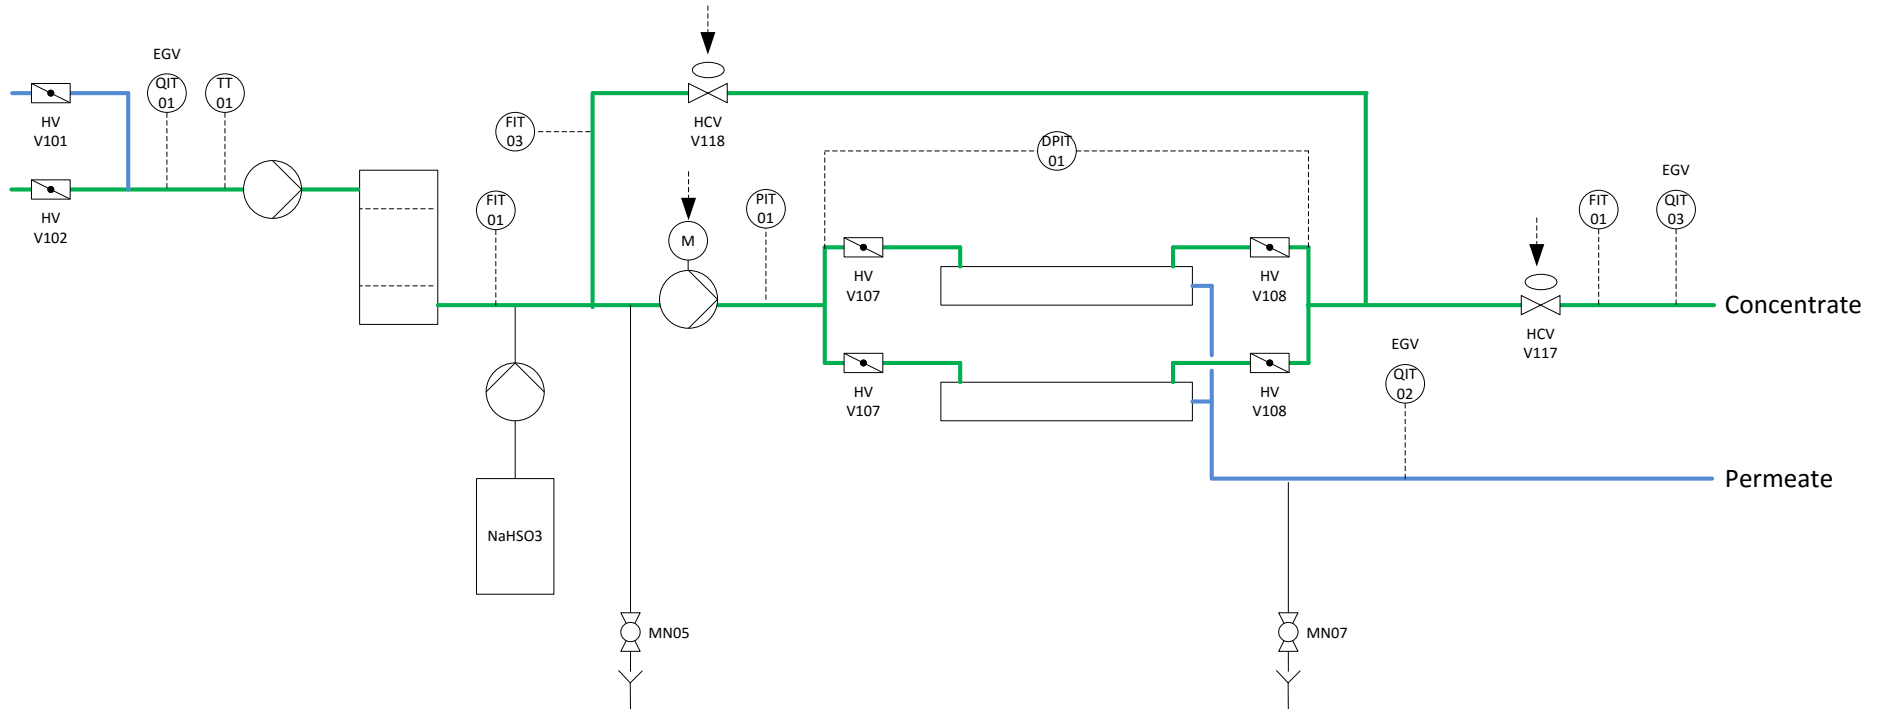 EGV
QIT
01
TT
01
HV
V101
HV
V102
FIT
03
HCV
V118
DPIT
01
FIT
01
M
PIT
01
HV
V107
HV
V108
HV
V107
HV
V108
EGV
FIT
01
QIT
03
Concentrate
HCV
V117
EGV
QIT
02
Permeate
NaHSO3
MN05
MN07